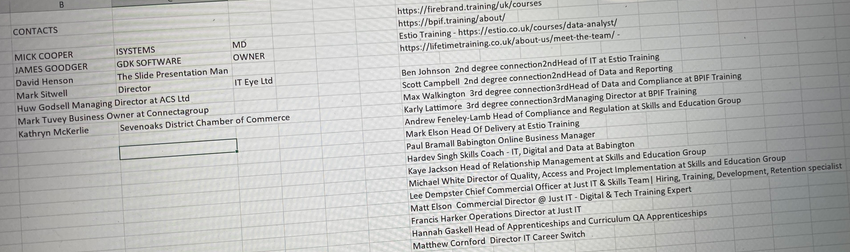 B
CONTACTS
MICK COOPER ISYSTEMS MD
JAMES GOODGER GDK SOFTWARE OWNER
David Henson The Slide Presentation Man
Mark Sitwell Director IT Eye Ltd
Huw Godsell Managing Director at ACS Ltd
Mark Tuvey Business Owner at Connectagroup
Kathryn McKerlie Sevenoaks District Chamber of Commerce
https://firebrand.training/uk/courses
https://bpif.training/about/
Estio Training - https://estio.co.uk/courses/data-analyst/
https://lifetimetraining.co.uk/about-us/meet-the-team/ -
Ben Johnson 2nd degree connection2ndHead of IT at Estio Training
Scott Campbell 2nd degree connection2ndHead of Data and Reporting
Max Walkington 3rd degree connection3rdHead of Data and Compliance at BPIF Training
Karly Lattimore 3rd degree connection3rdManaging Director at BPIF Training
Andrew Feneley-Lamb Head of Compliance and Regulation at Skills and Education Group
Mark Elson Head Of Delivery at Estio Training
Paul Bramall Babington Online Business Manager
Hardev Singh Skills Coach - IT, Digital and Data at Babington
Kaye Jackson Head of Relationship Management at Skills and Education Group
Michael White Director of Quality, Access and Project Implementation at Skills and Education Group
Lee Dempster Chief Commercial Officer at Just IT & Skills Team| Hiring, Training, Development, Retention specialist
Matt Elson Commercial Director @ Just IT - Digital & Tech Training Expert
Francis Harker Operations Director at Just IT
Hannah Gaskell Head of Apprenticeships and Curriculum QA Apprenticeships
Matthew Cornford Director IT Career Switch